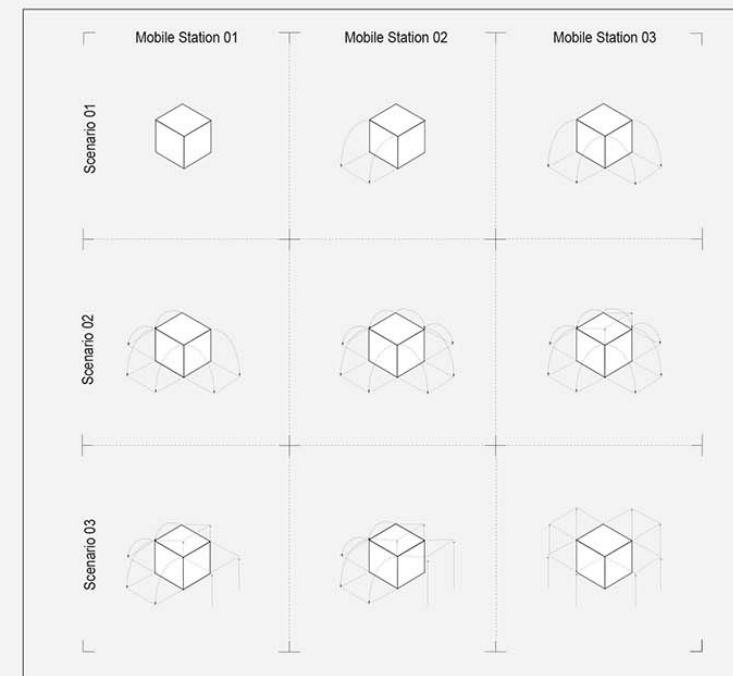 Mobile Station 01
Mobile Station 02
Mobile Station 03
Scenario 01
Scenario 02
Scenario 03